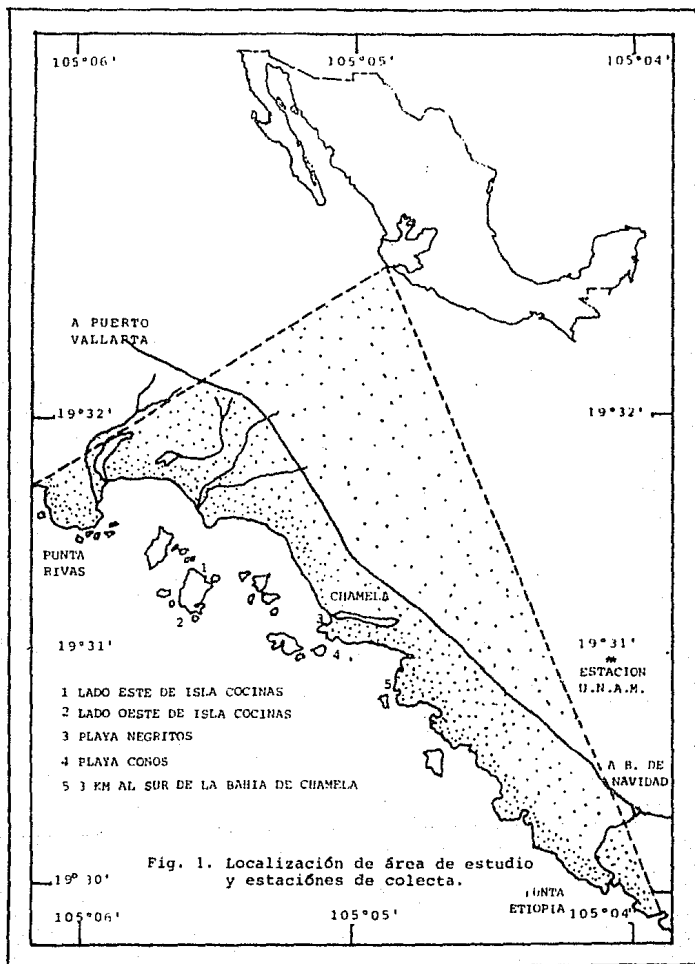 105°06' 105°05' 105°04'
A PUERTO
VALLARTA
19°32' 19°32'
PUNTA
RIVAS
1
2
CHAMELA
3
4
5
19°31' 19°31'
ESTACION
U.N.A.M.
1 LADO ESTE DE ISLA COCINAS
2 LADO OESTE DE ISLA COCINAS
3 PLAYA NEGRITOS
4 PLAYA CONOS
5 3 KM AL SUR DE LA BAHIA DE CHAMELA
A B. DE
NAVIDAD
Fig. 1. Localización de área de estudio
y estaciónes de colecta.
19°30'
PUNTA
ETIOPIA
105°06' 105°05' 105°04'